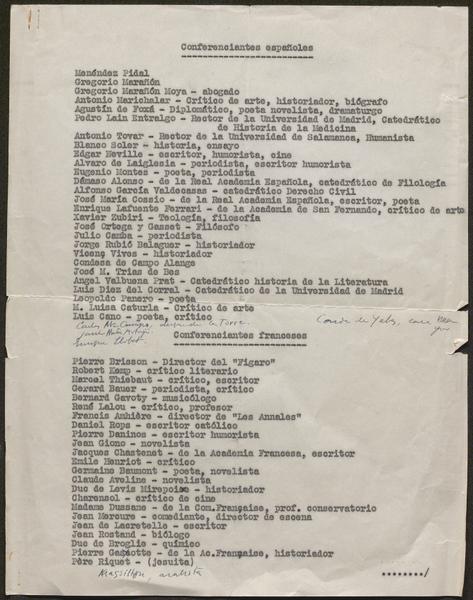 Conferenciantes españoles
Menéndez Pidal
Gregorio Marañón
Gregorio Marañón Moya - abogado
Antonio Marichalar - Crítico de arte, historiador, biógrafo
Agustín de Foxá - Diplomático, poeta novelista, dramaturgo
Pedro Lain Entralgo - Rector de la Universidad de Madrid, Catedrático
de Historia de la Medicina
Antonio Tovar - Rector de la Universidad de Salamanca, Humanista
Blanco Soler - historia, ensayo
Edgar Neville - escritor, humorista, cine
Alvaro de Laiglesia - periodista, escritor humorista
Eugenio Montes - poeta, periodista
Dámaso Alonso - de la Real Academia Española, catedrático de Filología
Alfonso García Valdecasas - catedrático Derecho Civil
José María Cossio - de la Real Academia Española, escritor, poeta
Enrique Lafuente Ferrari - de la Academia de San Fernando, crítico de arte
Xavier Zubiri - Teología, filosofía
José Ortega y Gasset - Filósofo
Julio Camba - periodista
Jorge Rubió Balaguer - historiador
Vicenç Vives - historiador
Condesa de Campo Alange
José M. Trias de Bes
Angel Valbuena Prat - Catedrático historia de la Literatura
Luis Díez del Corral - Catedrático de la Universidad de Madrid
Leopoldo Panero - poeta
M. Luisa Caturla - Crítico de arte
Luis Cano - poeta, crítico
de la Torre.
Conde de Yebes,
Enrique
Conferenciantes franceses
Pierre Brisson - Director del "Figaro"
Robert Kemp - crítico literario
Marcel Thiebaut - crítico, escritor
Gerard Bauer - periodista, crítico
Bernard Gavoty - musicólogo
René Lalou - crítico, profesor
Francis Ambière - director de "Les Annales"
Daniel Rops - escritor católico
Pierre Daninos - escritor humorista
Jean Giono - novelista
Jacques Chastenet - de la Academia Francesa, escritor
Emile Henriot - crítico
Germaine Beaumont - poeta, novelista
Claude Aveline - novelista
Duc de Levis Mirepoix - historiador
Charensol - crítico de cine
Madame Dussane - de la Com.Française, prof. conservatorio
Jean Mercure - comediante, director de escena
Jean de Lacretelle - escritor
Jean Rostand - biólogo
Duc de Broglie - químico
Pierre Gaxotte - de la Ac.Française, historiador
Père Riquet - (jesuita)
Massillon, arabista
......../